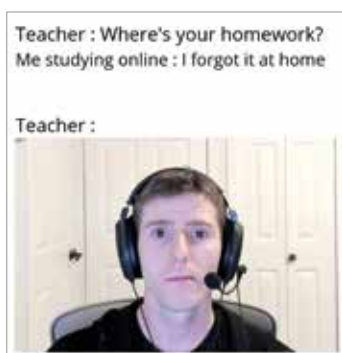 Teacher : Where's your homework?
Me studying online : I forgot it at home
Teacher :